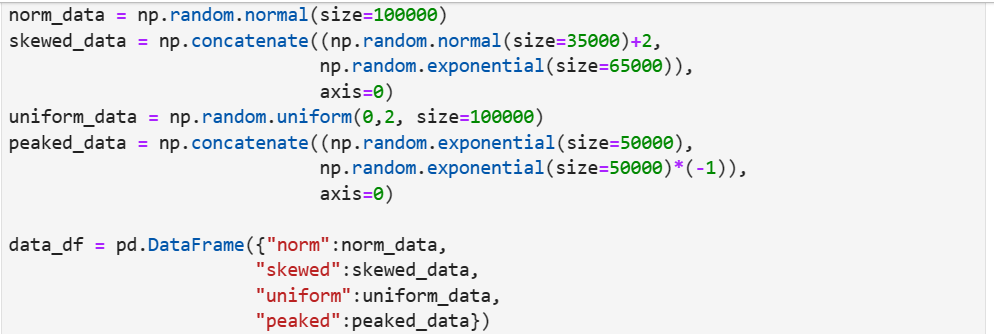 norm_data = np.random.normal(size=100000)
skewed_data = np.concatenate((np.random.normal(size=35000)+2,
                             np.random.exponential(size=65000)),
                             axis=0)
uniform_data = np.random.uniform(0,2, size=100000)
peaked_data = np.concatenate((np.random.exponential(size=50000),
                             np.random.exponential(size=50000)*(-1)),
                             axis=0)

data_df = pd.DataFrame({"norm":norm_data,
                       "skewed":skewed_data,
                       "uniform":uniform_data,
                       "peaked":peaked_data})